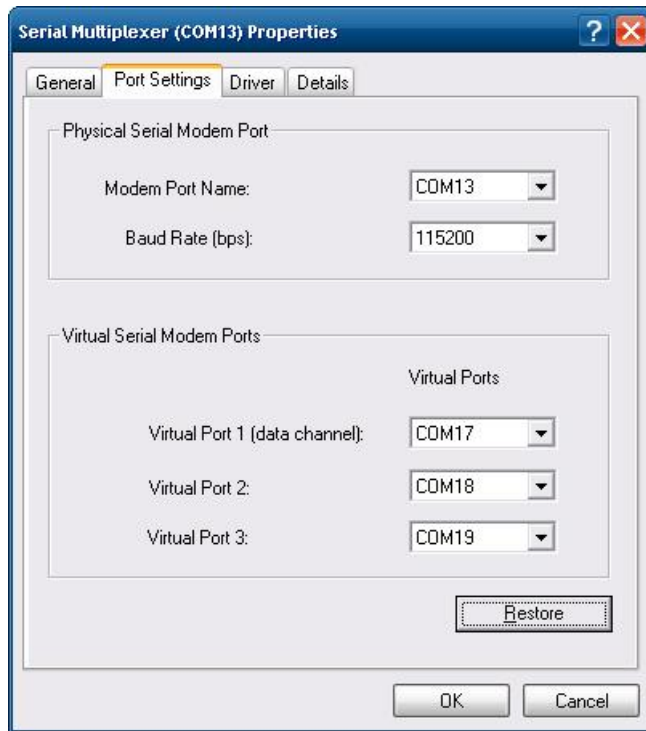 Serial Multiplexer (COM13) Properties
General Port Settings Driver Details
Physical Serial Modem Port
Modem Port Name: COM13
Baud Rate (bps): 115200
Virtual Serial Modem Ports
Virtual Ports
Virtual Port 1 (data channel): COM17
Virtual Port 2: COM18
Virtual Port 3: COM19
Restore
OK Cancel